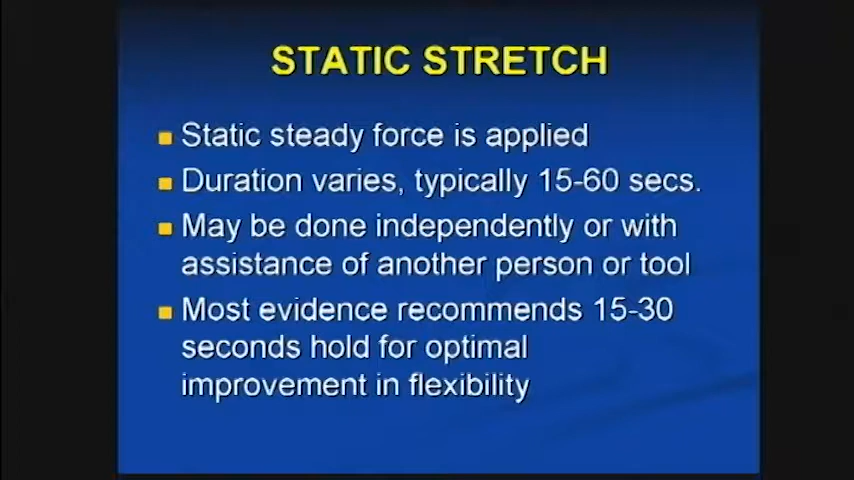 STATIC STRETCH
Static steady force is applied
Duration varies, typically 15-60 secs.
May be done independently or with
assistance of another person or tool
Most evidence recommends 15-30
seconds hold for optimal
improvement in flexibility